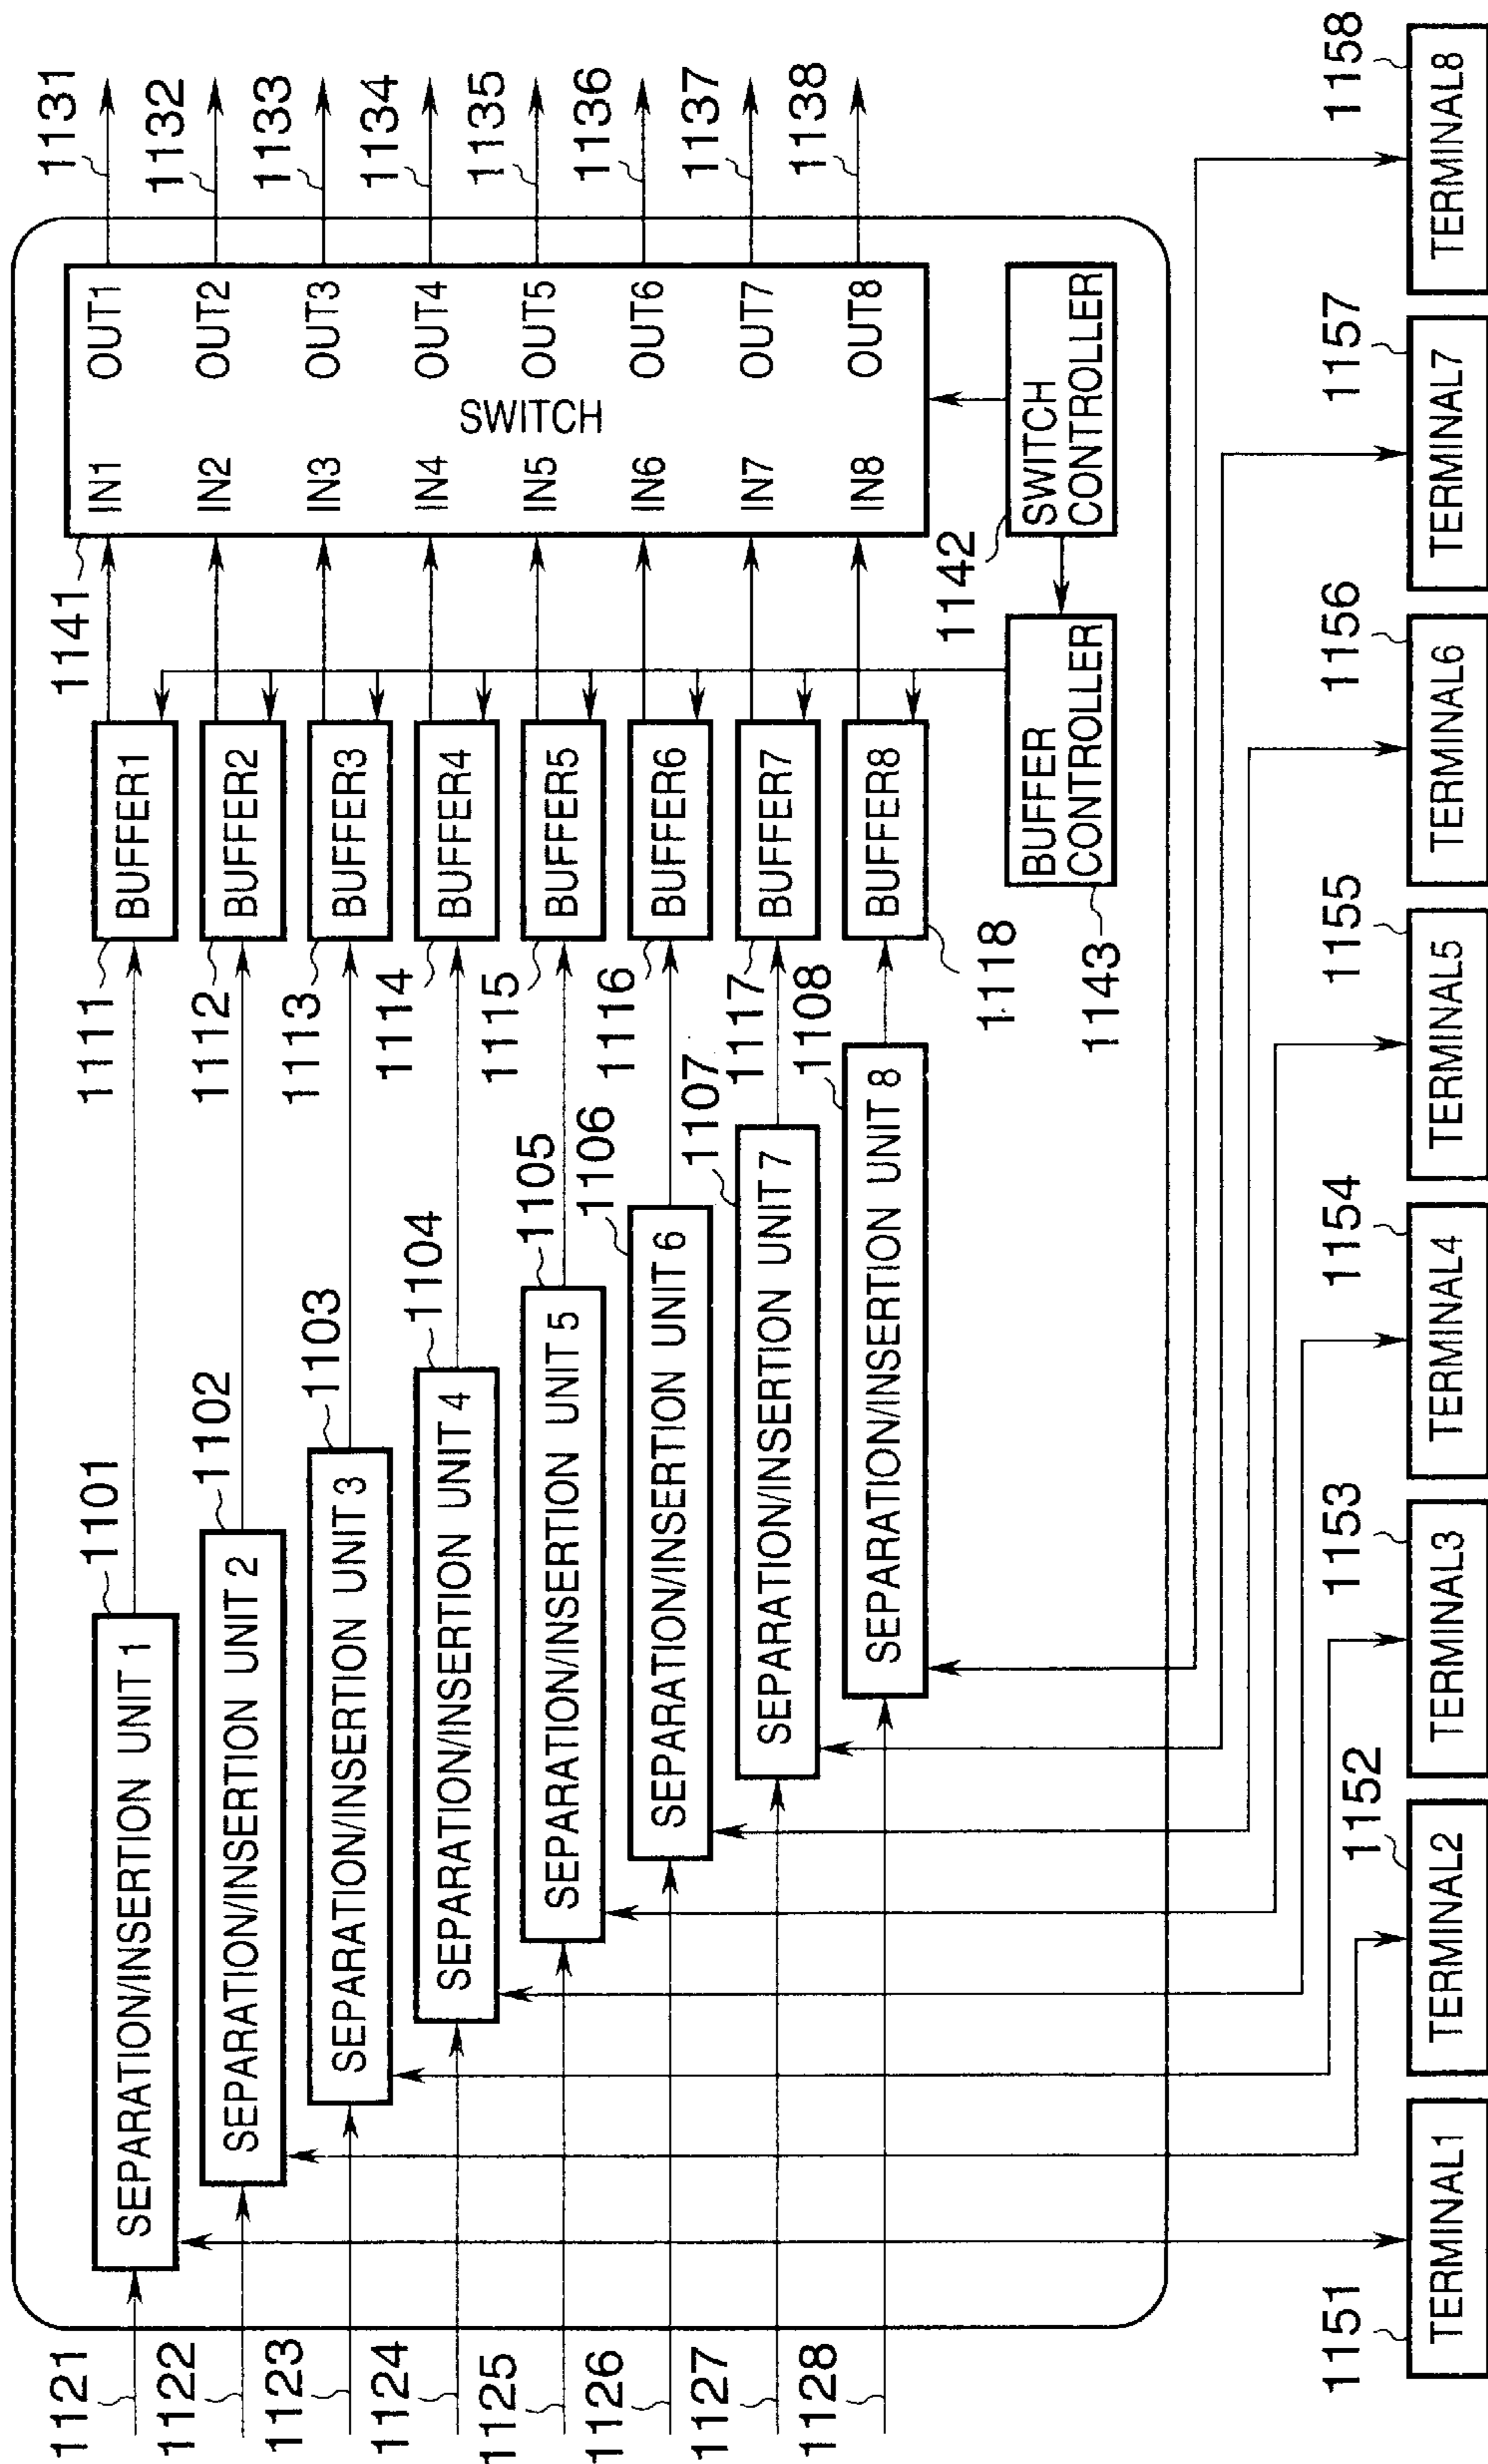 1121
1122
1123
1124
1125
1126
1127
1128
SEPARATION/INSERTION UNIT 1
1101
SEPARATION/INSERTION UNIT 2
1102
SEPARATION/INSERTION UNIT 3
1103
SEPARATION/INSERTION UNIT 4
1104
SEPARATION/INSERTION UNIT 5
1105
SEPARATION/INSERTION UNIT 6
1106
SEPARATION/INSERTION UNIT 7
1107
SEPARATION/INSERTION UNIT 8
1108
1111
BUFFER1
1112
BUFFER2
1113
BUFFER3
1114
BUFFER4
1115
BUFFER5
1116
BUFFER6
1117
BUFFER7
1118
BUFFER8
1143
BUFFER
CONTROLLER
1142
SWITCH
CONTROLLER
1141
SWITCH
IN1
IN2
IN3
IN4
IN5
IN6
IN7
IN8
OUT1
OUT2
OUT3
OUT4
OUT5
OUT6
OUT7
OUT8
1131
1132
1133
1134
1135
1136
1137
1138
1151
TERMINAL1
1152
TERMINAL2
1153
TERMINAL3
1154
TERMINAL4
1155
TERMINAL5
1156
TERMINAL6
1157
TERMINAL7
1158
TERMINAL8